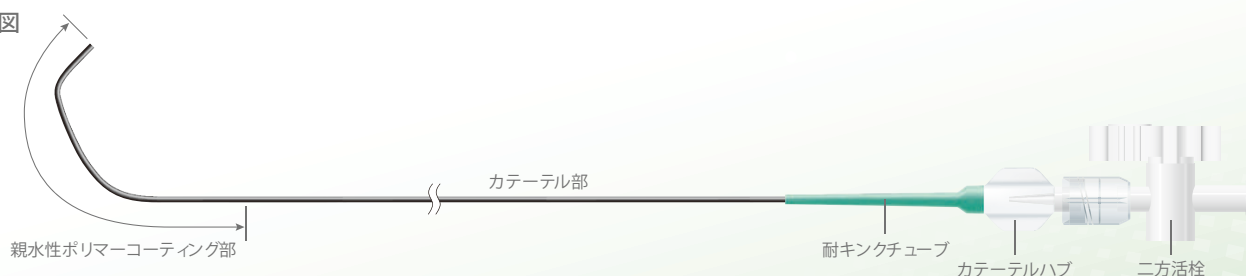 図
カテーテル部
親水性ポリマーコーティング部
耐キンクチューブ
カテーテルハブ
二方活栓